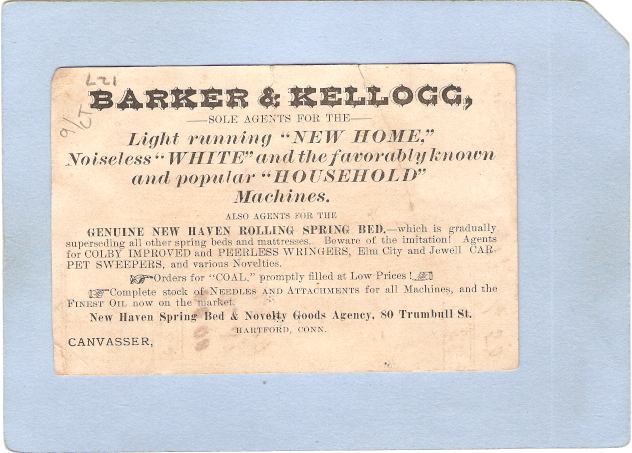 L21
9/CT
BARKER & KELLOGG,
—SOLE AGENTS FOR THE—
Light running "NEW HOME,"
Noiseless "WHITE" and the favorably known
and popular "HOUSEHOLD"
Machines.
ALSO AGENTS FOR THE
GENUINE NEW HAVEN ROLLING SPRING BED,—which is gradually
superseding all other spring beds and mattresses. Beware of the imitation! Agents
for COLBY IMPROVED and PEERLESS WRINGERS, Elm City and Jewell CAR-
PET SWEEPERS, and various Novelties.
☞Orders for "COAL," promptly filled at Low Prices!☜
☞Complete stock of NEEDLES AND ATTACHMENTS for all Machines, and the
FINEST OIL now on the market.
New Haven Spring Bed & Novelty Goods Agency, 80 Trumbull St.
HARTFORD, CONN.
CANVASSER,